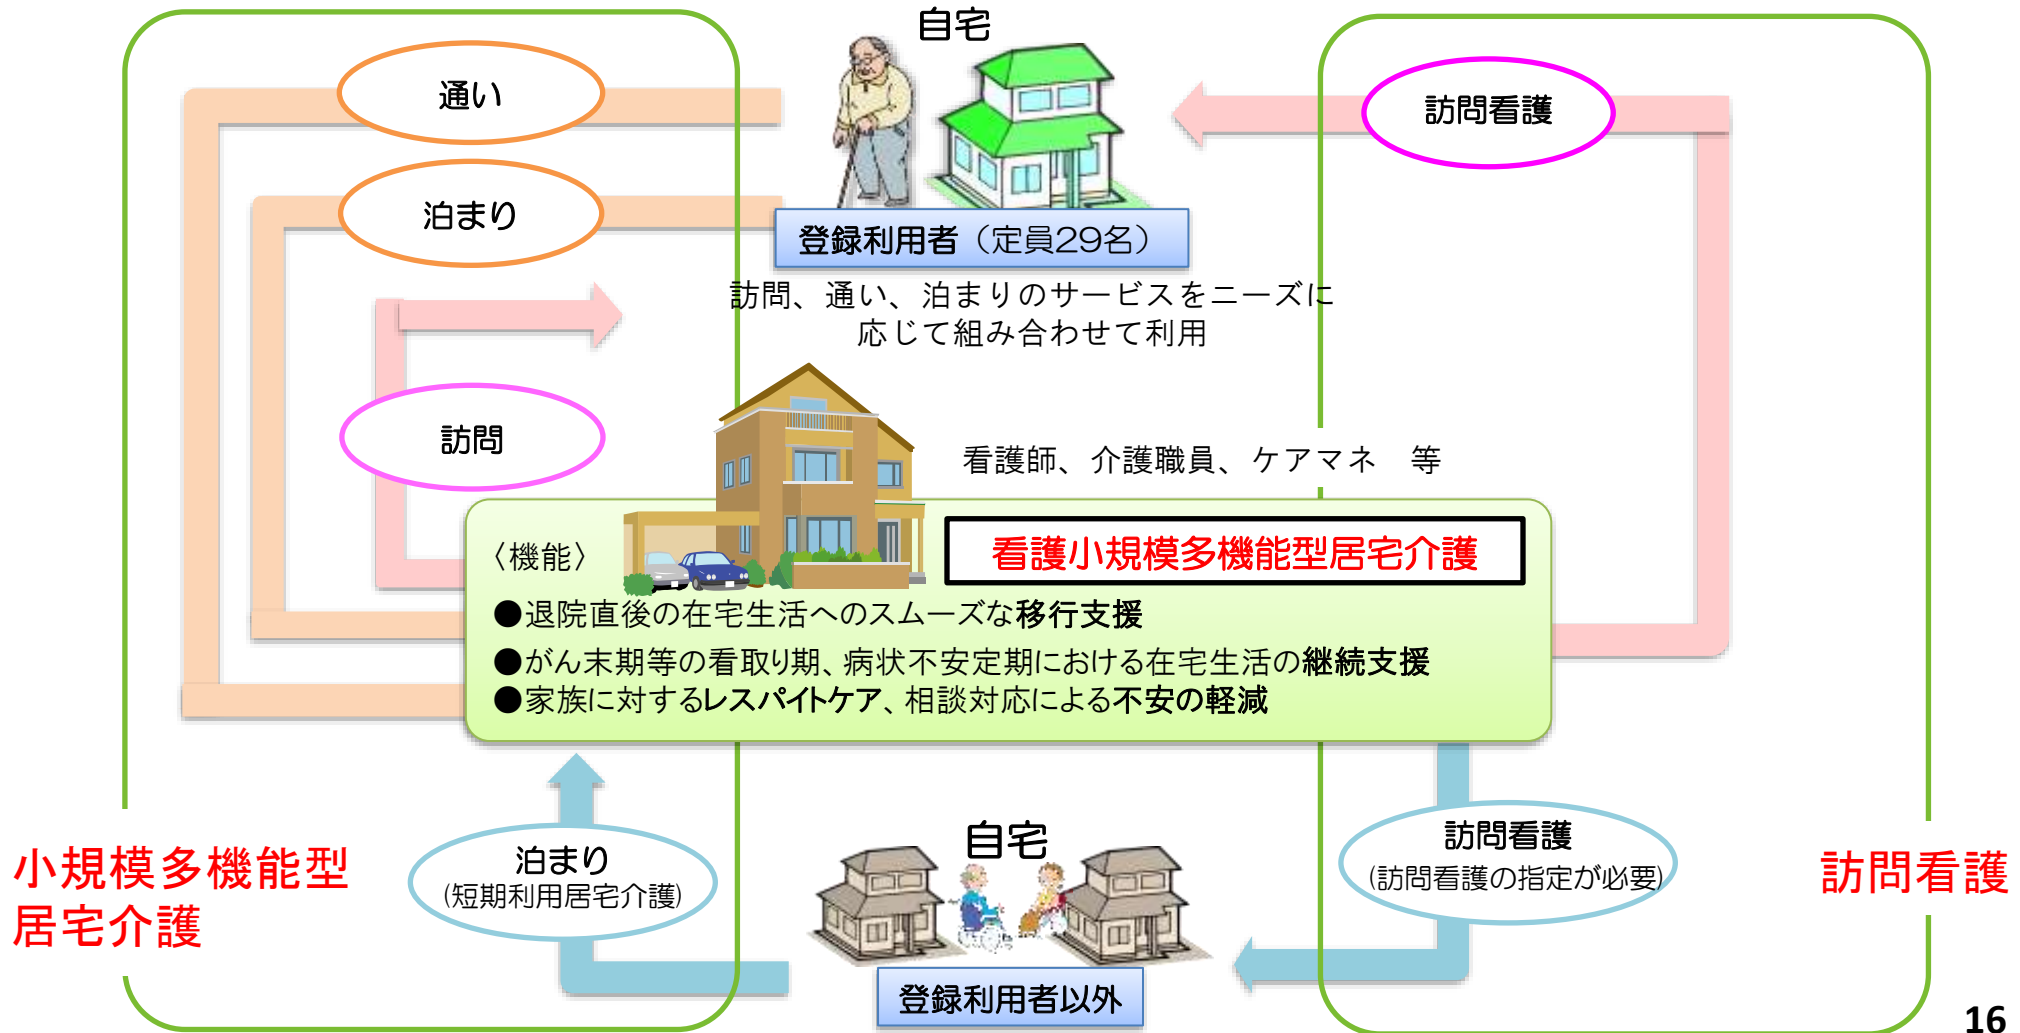 自宅
通い
訪問看護
泊まり
登録利用者（定員29名）
訪問、通い、泊まりのサービスをニーズに
応じて組み合わせて利用
訪問
看護師、介護職員、ケアマネ　等
〈機能〉
看護小規模多機能型居宅介護
●退院直後の在宅生活へのスムーズな移行支援
●がん末期等の看取り期、病状不安定期における在宅生活の継続支援
●家族に対するレスパイトケア、相談対応による不安の軽減
小規模多機能型
居宅介護
泊まり
(短期利用居宅介護)
自宅
訪問看護
(訪問看護の指定が必要)
訪問看護
登録利用者以外
16